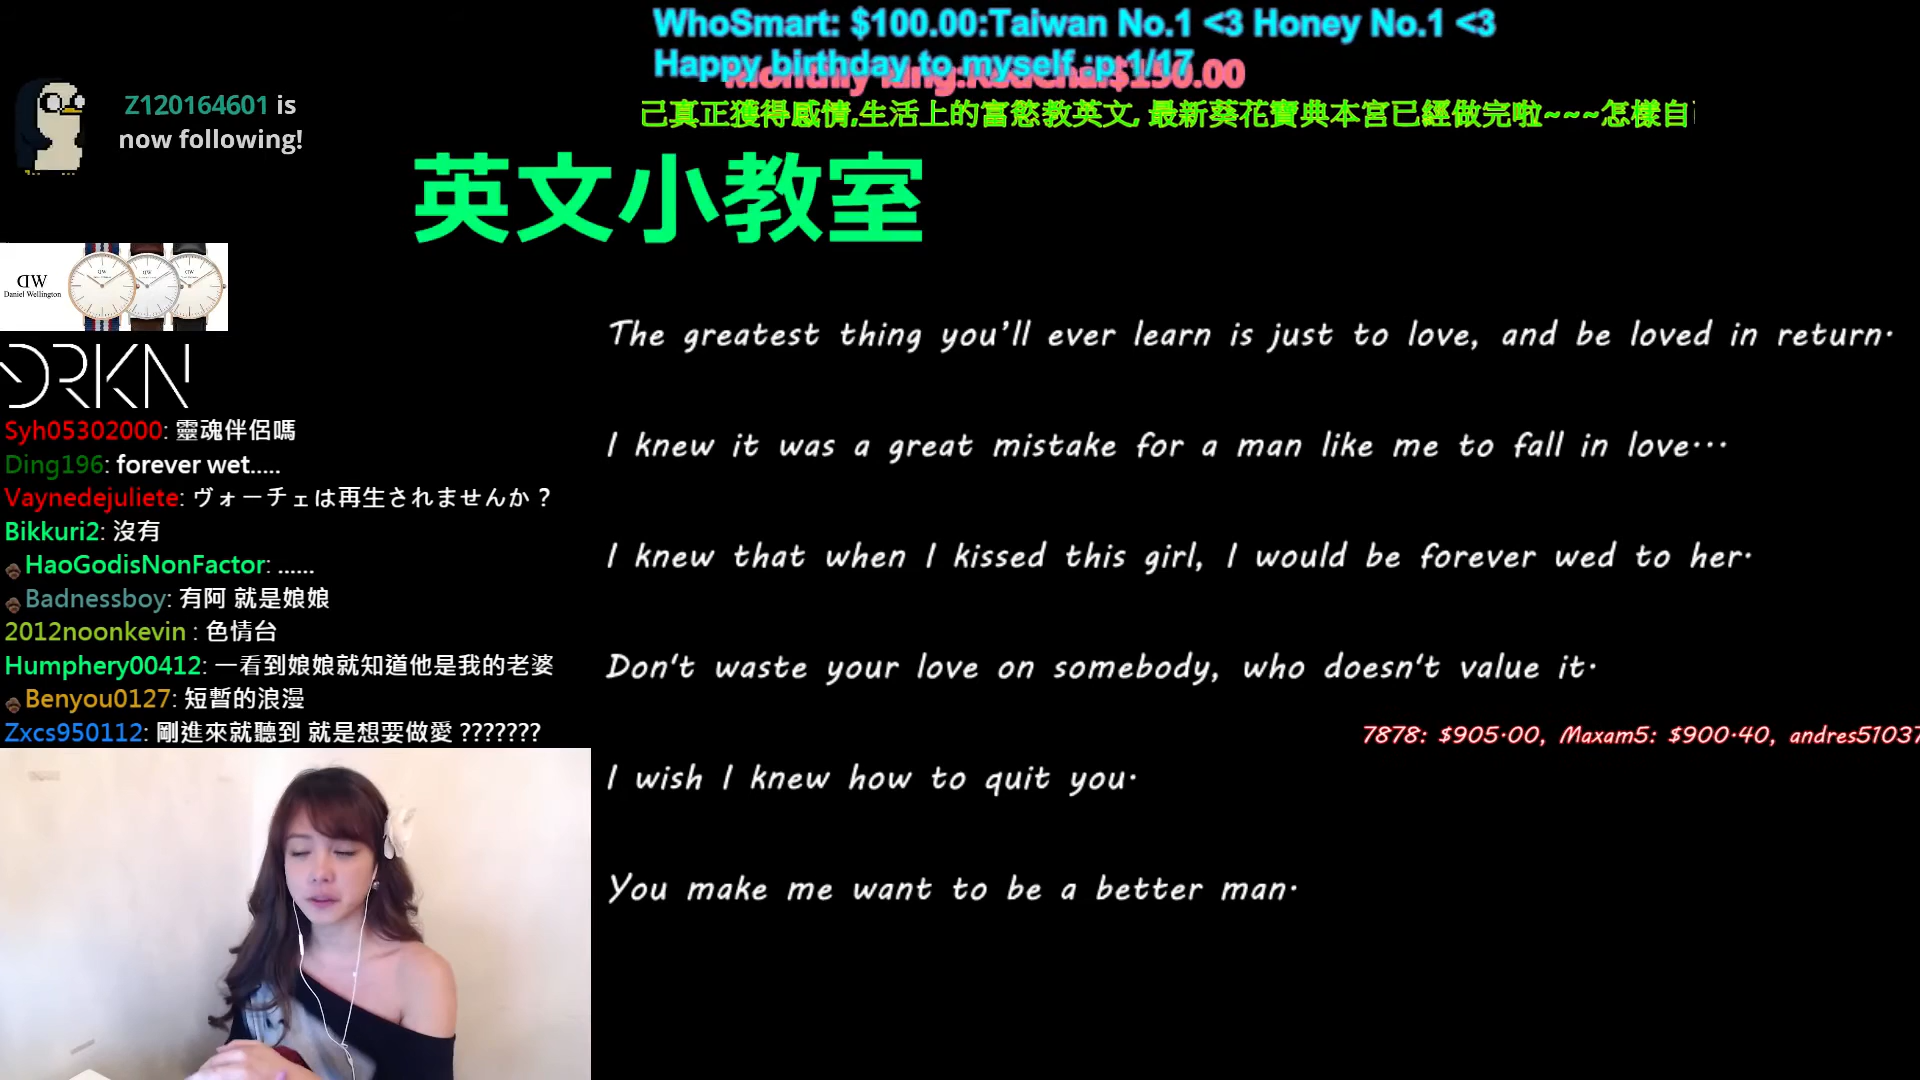 WhoSmart: $100.00:Taiwan No.1 <3 Honey No.1 <3
Happy birthday to myself :p 1/17
$150.00
己真正獲得感情,生活上的富慾教英文, 最新葵花寶典本宮已經做完啦~~~怎樣自
Z120164601 is
now following!
英文小教室
DW
Daniel Wellington
DRKN
The greatest thing you'll ever learn is just to love, and be loved in return.
I knew it was a great mistake for a man like me to fall in love...
I knew that when I kissed this girl, I would be forever wed to her.
Don't waste your love on somebody, who doesn't value it.
7878: $905.00, Maxam5: $900.40, andres51037
I wish I knew how to quit you.
You make me want to be a better man.
Syh05302000: 靈魂伴侶嗎
Ding196: forever wet.....
Vaynedejuliete: ヴォーチェは再生されませんか？
Bikkuri2: 沒有
HaoGodisNonFactor: ......
Badnessboy: 有阿 就是娘娘
2012noonkevin : 色情台
Humphery00412: 一看到娘娘就知道他是我的老婆
Benyou0127: 短暫的浪漫
Zxcs950112: 剛進來就聽到 就是想要做愛 ???????